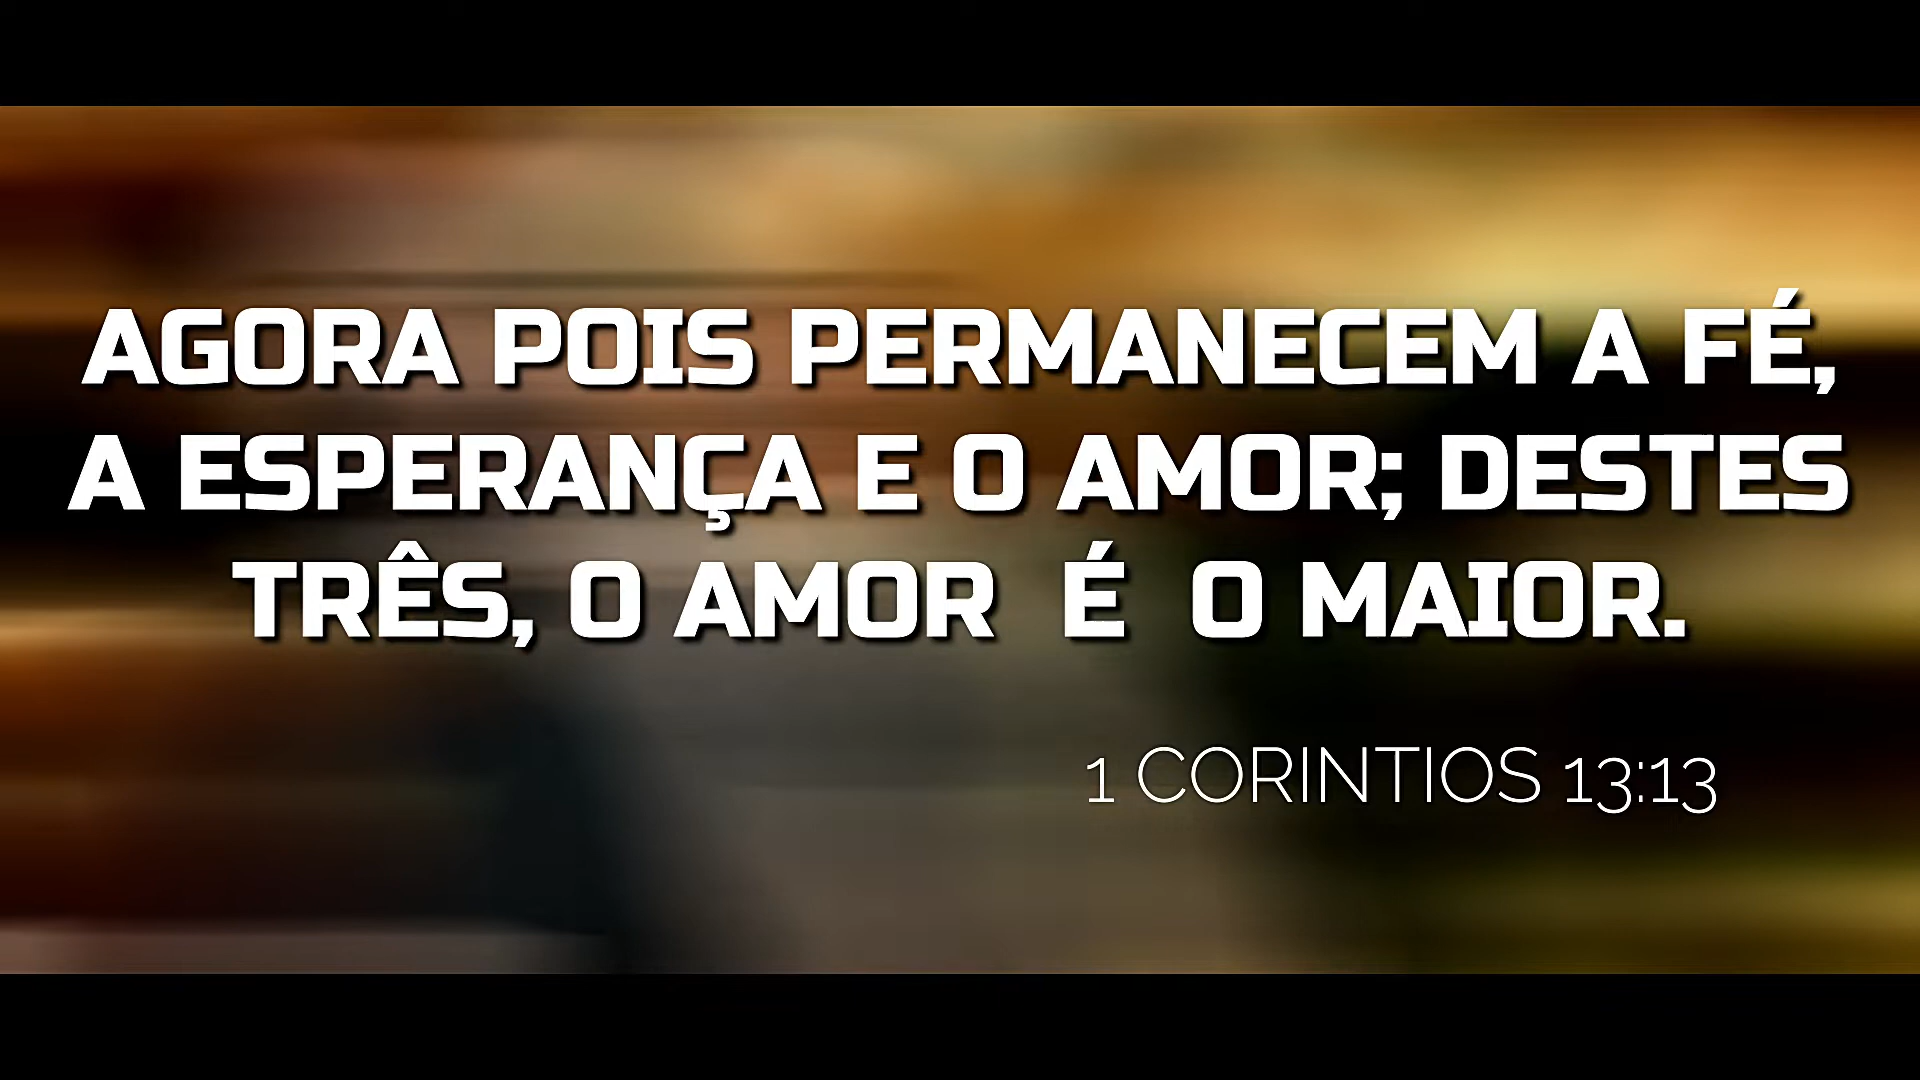 AGORA POIS PERMANECEM A FÉ,
A ESPERANÇA E O AMOR; DESTES
TRÊS, O AMOR É O MAIOR.
1 CORINTIOS 13:13